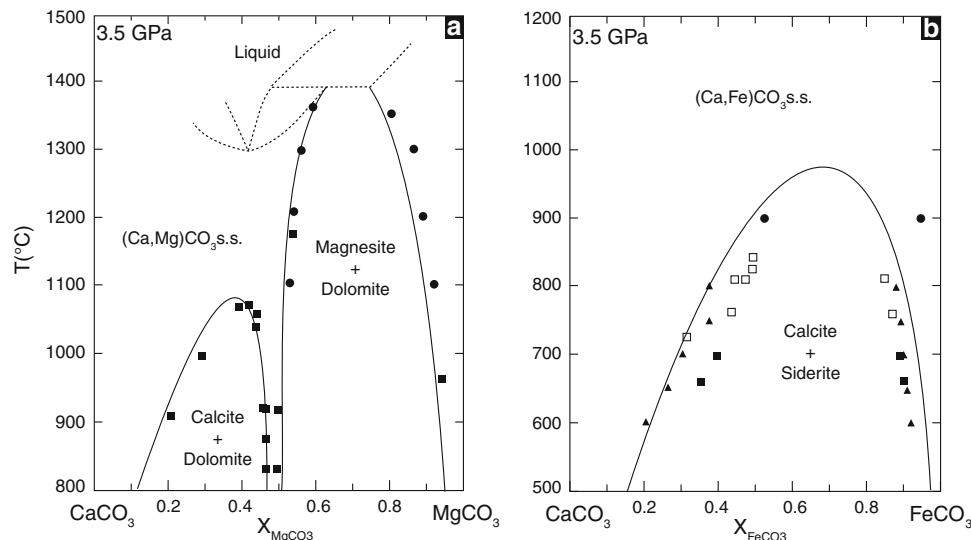 3.5 GPa
a
Liquid
(Ca,Mg)CO3s.s.
Magnesite
+
Dolomite
Calcite
+
Dolomite
1500
1400
1300
1200
1100
1000
900
800
T(°C)
CaCO3
0.2
0.4
0.6
0.8
MgCO3
XMgCO3
3.5 GPa
b
(Ca,Fe)CO3s.s.
Calcite
+
Siderite
1200
1100
1000
900
800
700
600
500
CaCO3
0.2
0.4
0.6
0.8
FeCO3
XFeCO3